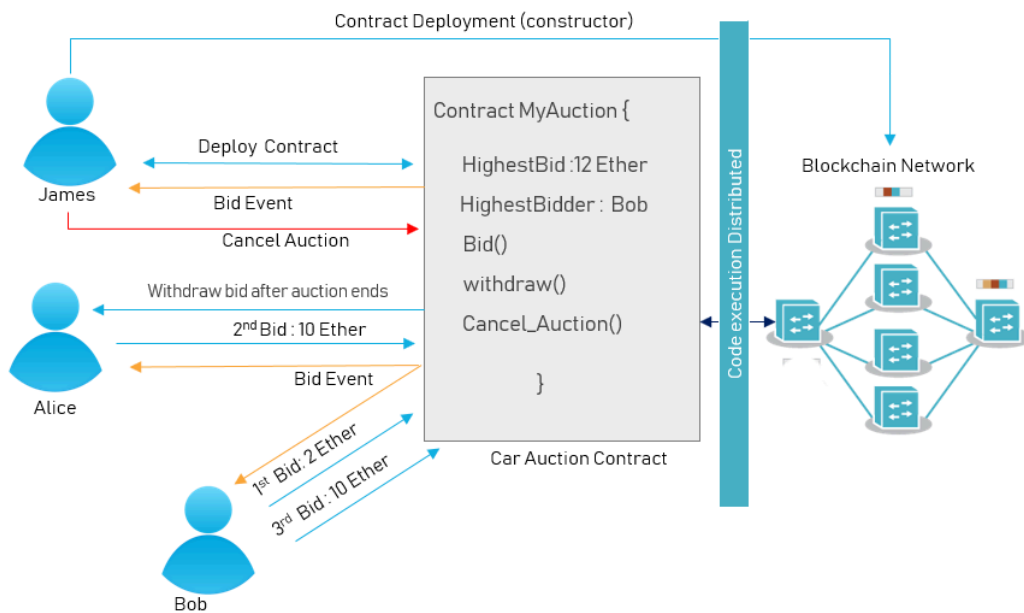 Contract Deployment (constructor)
James
Deploy Contract
Bid Event
Cancel Auction
Contract MyAuction {
HighestBid :12 Ether
HighestBidder : Bob
Bid()
withdraw()
Cancel_Auction()
}
Car Auction Contract
Alice
Withdraw bid after auction ends
2nd Bid : 10 Ether
Bid Event
Bob
1st Bid: 2 Ether
3rd Bid : 10 Ether
Code execution Distributed
Blockchain Network